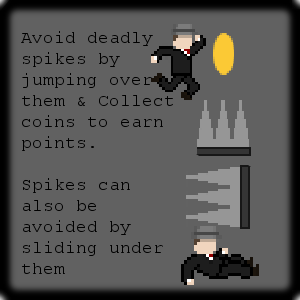 Avoid deadly
spikes by
jumping over
them & Collect
coins to earn
points.
Spikes can
also be
avoided by
sliding under
them